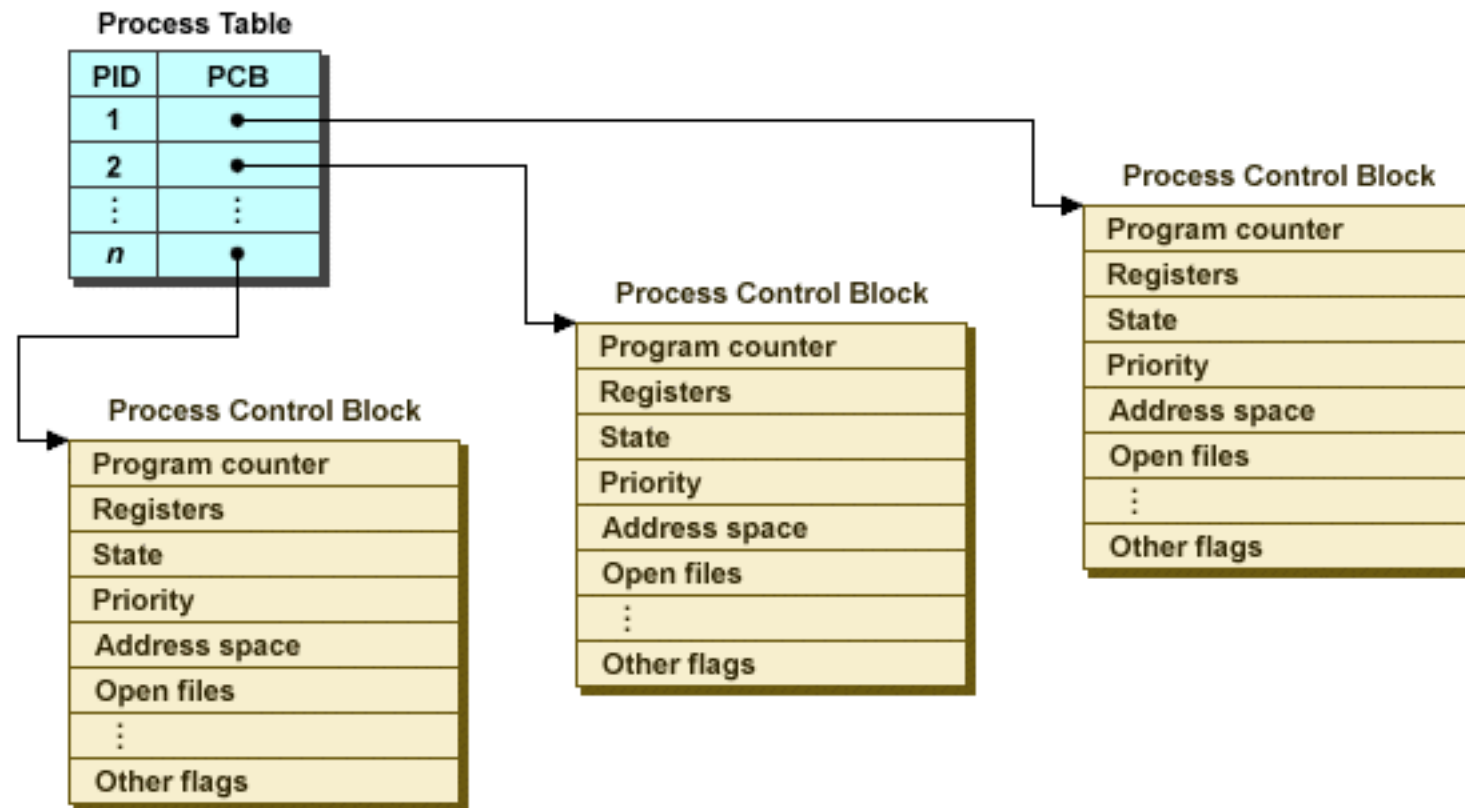 Process Table
PID PCB
1
2
⋮ ⋮
n
Process Control Block
Program counter
Registers
State
Priority
Address space
Open files
⋮
Other flags
Process Control Block
Program counter
Registers
State
Priority
Address space
Open files
⋮
Other flags
Process Control Block
Program counter
Registers
State
Priority
Address space
Open files
⋮
Other flags